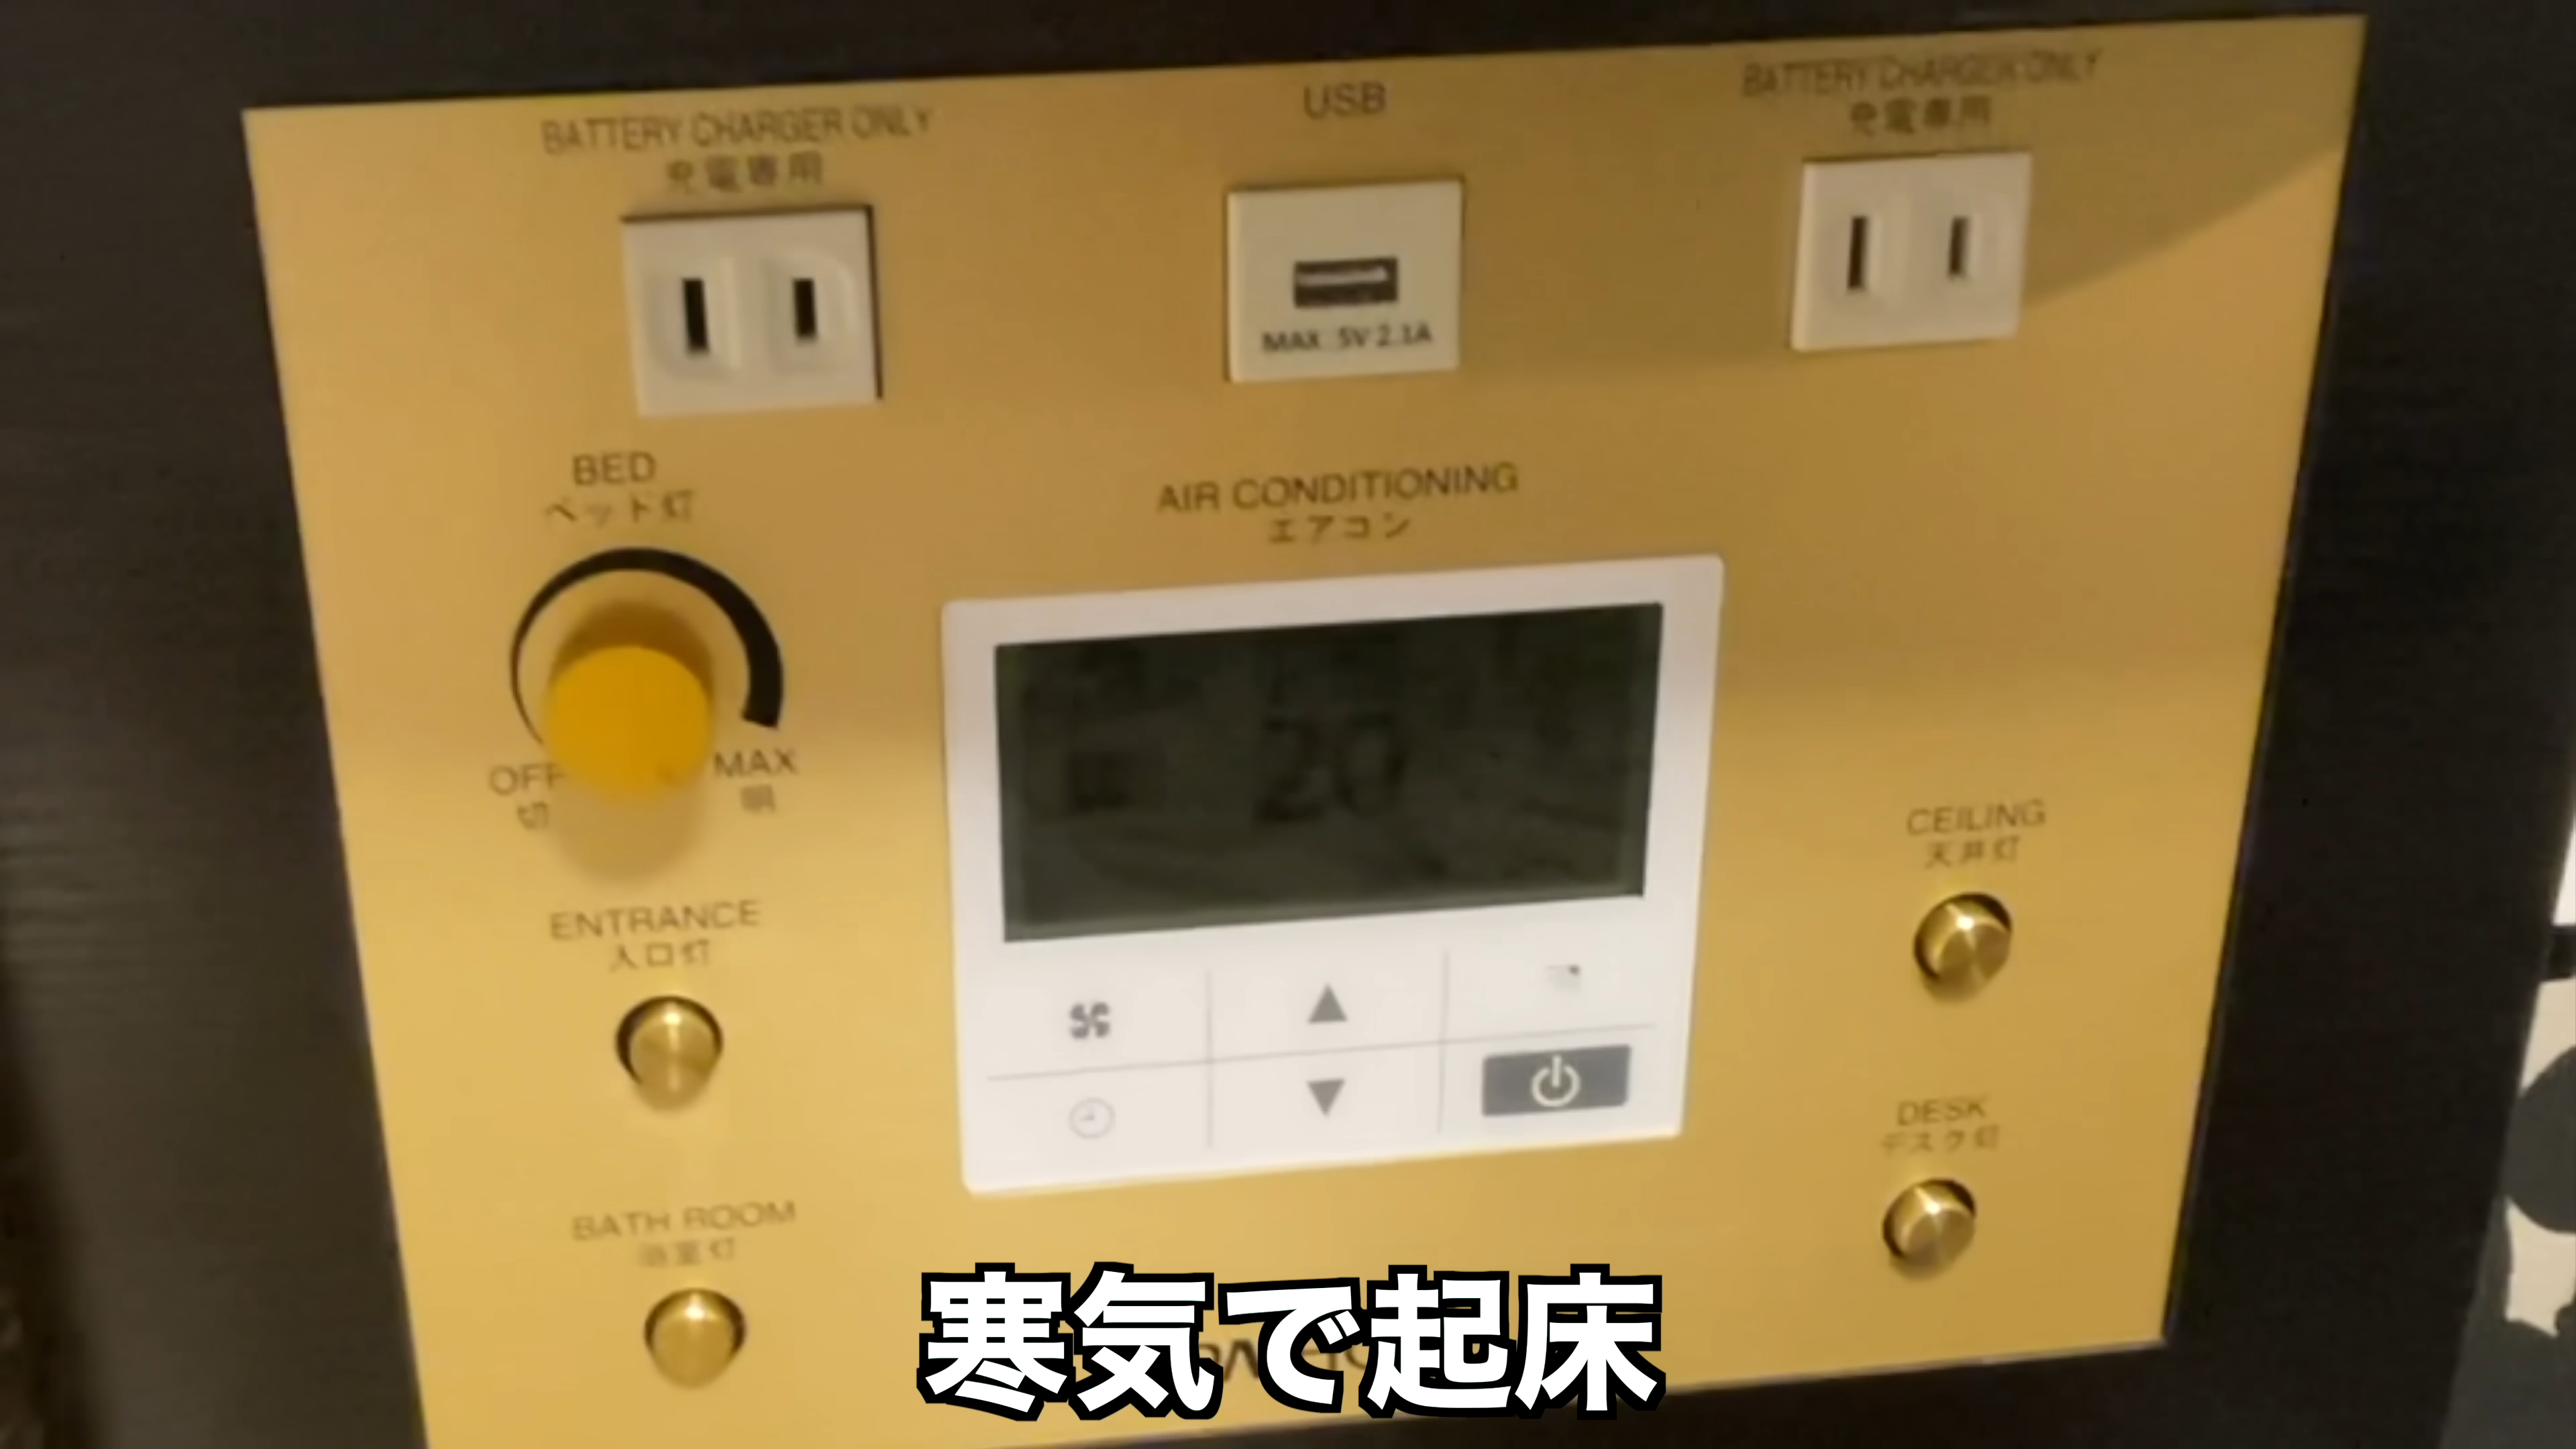 BATTERY CHARGER ONLY
充電専用
USB
MAX:5V 2.1A
BATTERY CHARGER ONLY
充電専用
BED
ベッド灯
OFF
切
MAX
明
AIR CONDITIONING
エアコン
20
CEILING
天井灯
ENTRANCE
入口灯
DESK
デスク灯
BATH ROOM
浴室灯
寒気で起床